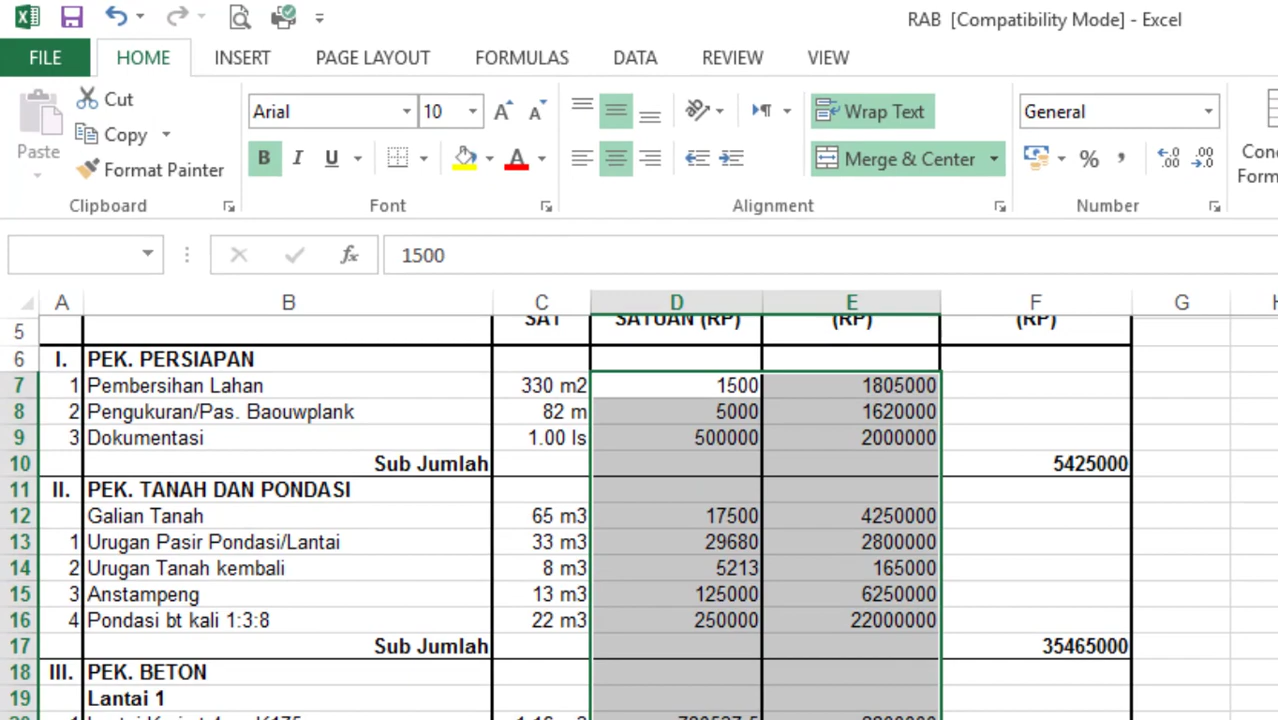 RAB [Compatibility Mode] - Excel
FILE HOME INSERT PAGE LAYOUT FORMULAS DATA REVIEW VIEW
Cut
Copy
Paste
Format Painter
Clipboard
Arial 10
B I U
Font
Wrap Text
Merge & Center
Alignment
General
% ,
Number
Cond
Form
fx 1500
A B C D E F G H
5 SAT SATUAN (RP) (RP) (RP)
6 I. PEK. PERSIAPAN
7 1 Pembersihan Lahan 330 m2 1500 1805000
8 2 Pengukuran/Pas. Baouwplank 82 m 5000 1620000
9 3 Dokumentasi 1.00 ls 500000 2000000
10 Sub Jumlah 5425000
11 II. PEK. TANAH DAN PONDASI
12 Galian Tanah 65 m3 17500 4250000
13 1 Urugan Pasir Pondasi/Lantai 33 m3 29680 2800000
14 2 Urugan Tanah kembali 8 m3 5213 165000
15 3 Anstampeng 13 m3 125000 6250000
16 4 Pondasi bt kali 1:3:8 22 m3 250000 22000000
17 Sub Jumlah 35465000
18 III. PEK. BETON
19 Lantai 1